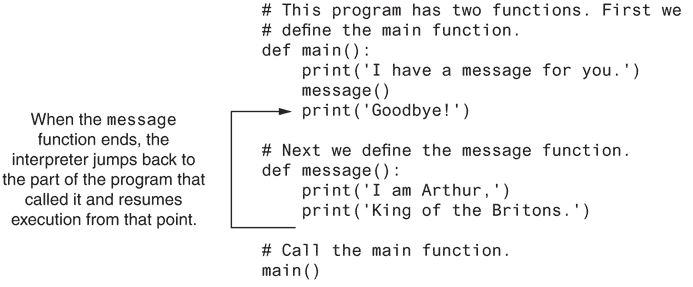 # This program has two functions. First we
# define the main function.
def main():
    print('I have a message for you.')
    message()
    print('Goodbye!')
When the message
function ends, the
interpreter jumps back to
the part of the program that
called it and resumes
execution from that point.
# Next we define the message function.
def message():
    print('I am Arthur,')
    print('King of the Britons.')
# Call the main function.
main()